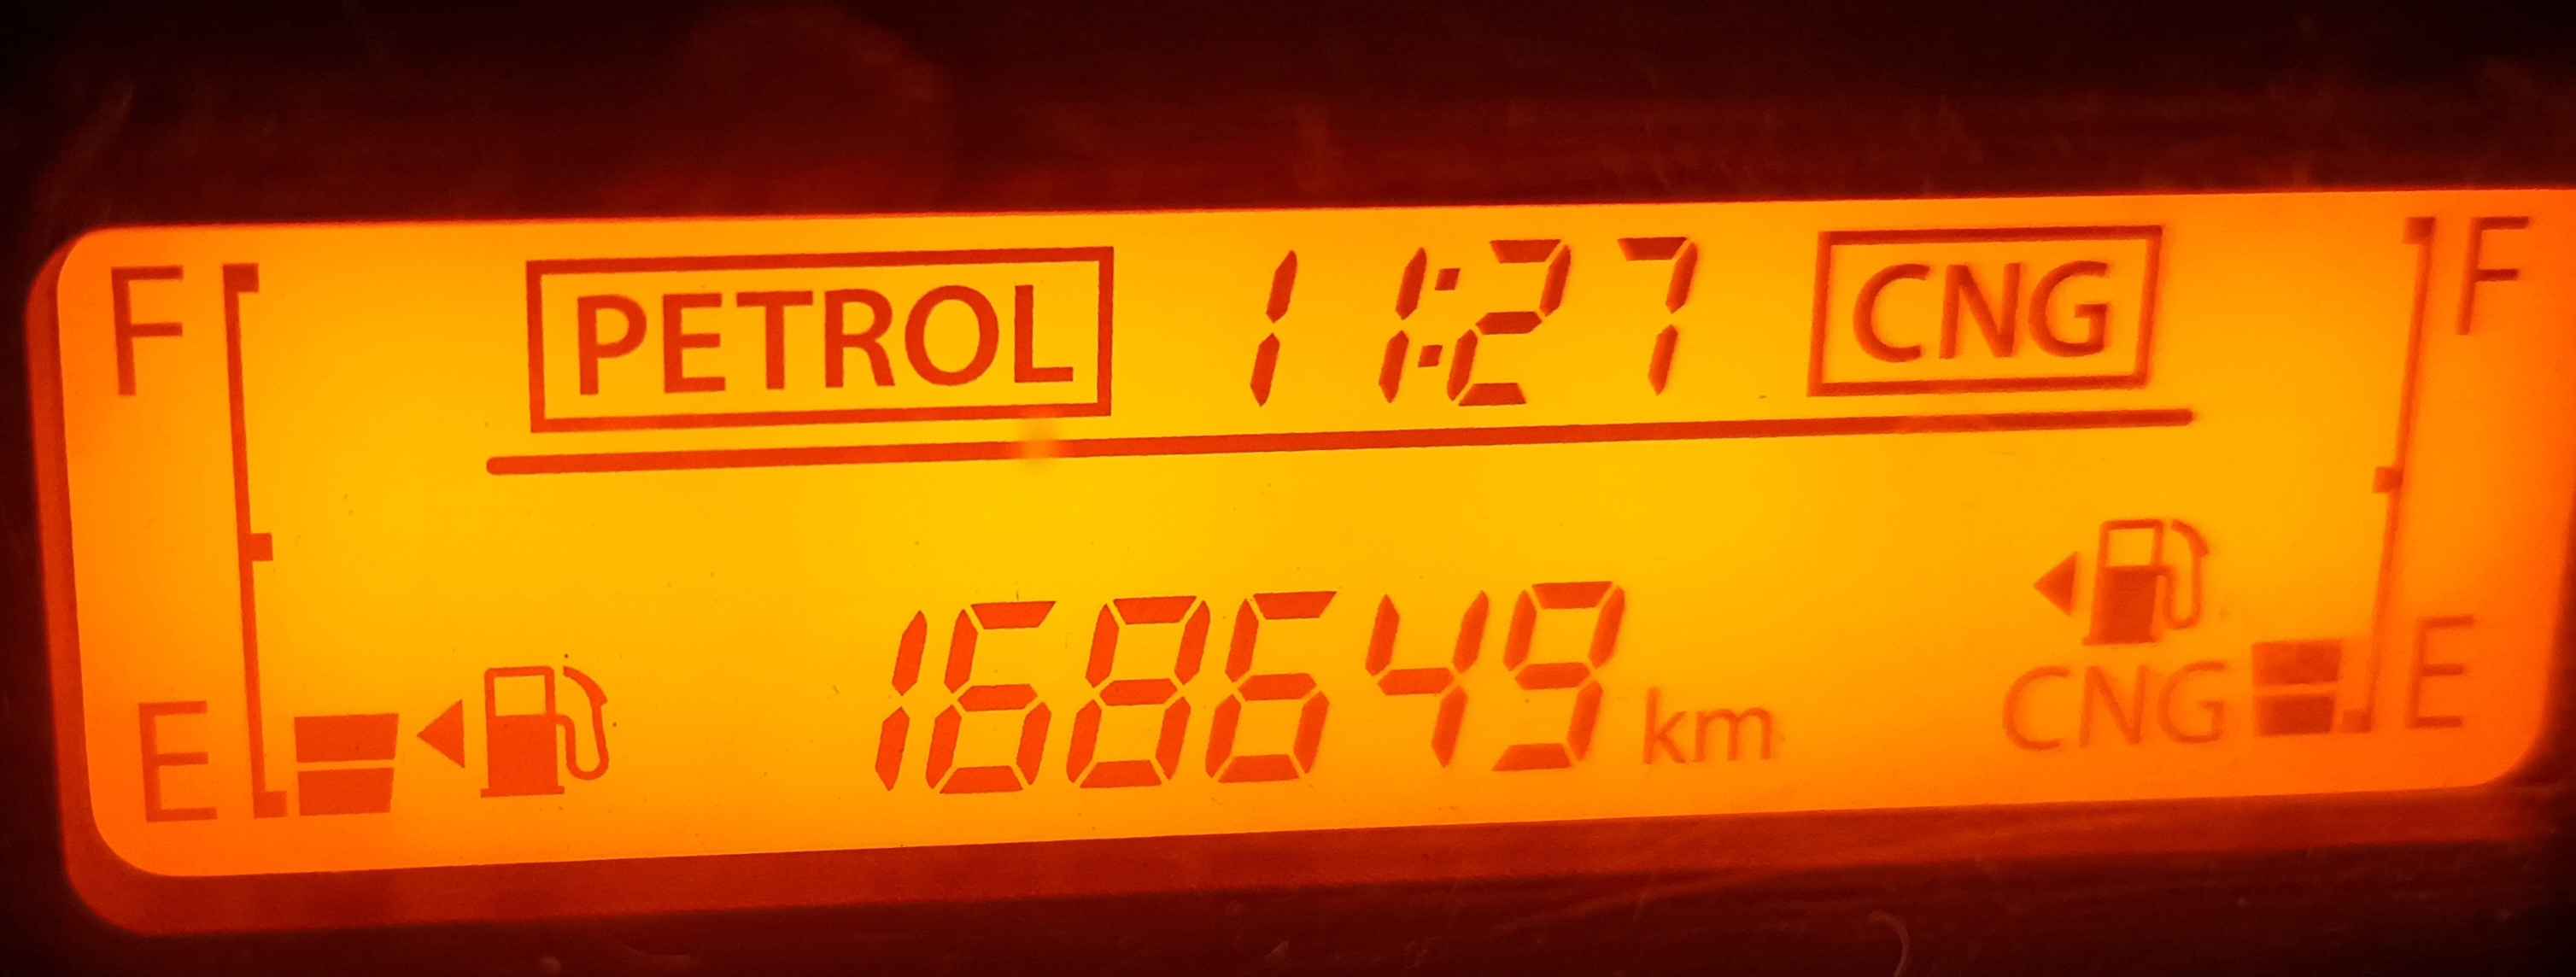 F PETROL 11:27 CNG F
168649 km
E CNG E